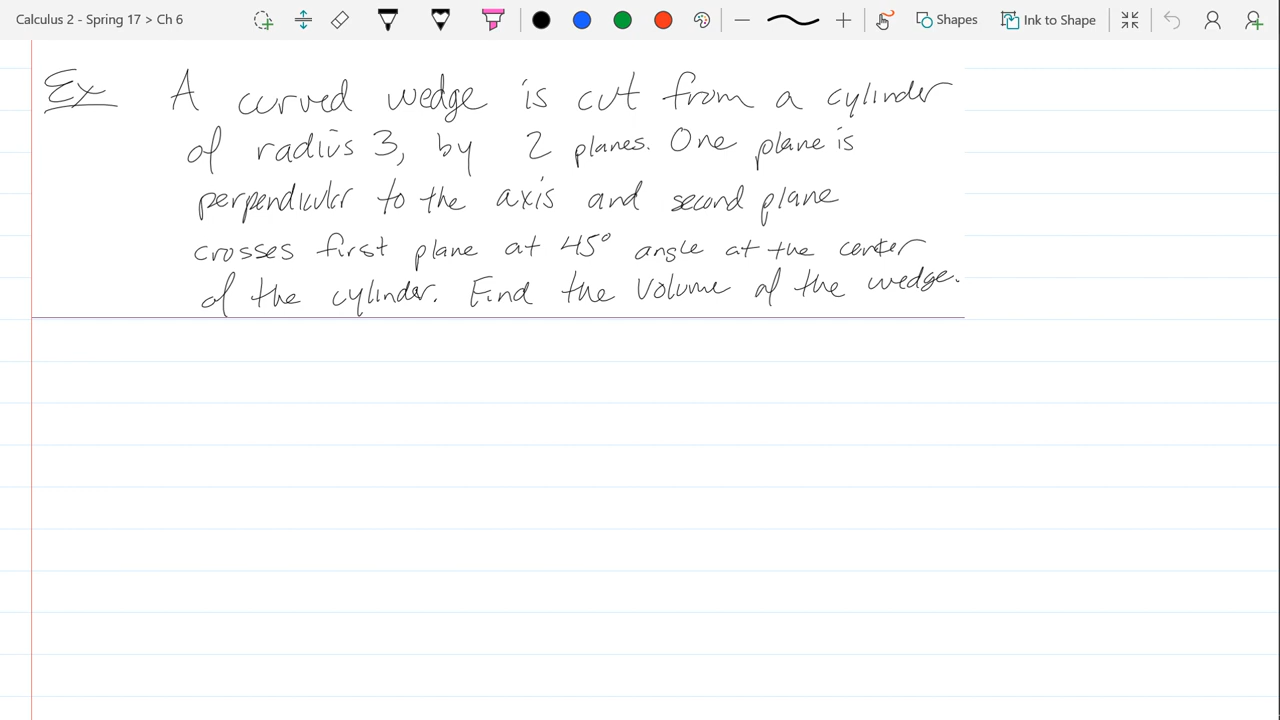 Calculus 2 - Spring 17 > Ch 6
Shapes
Ink to Shape
Ex A curved wedge is cut from a cylinder
of radius 3, by 2 planes. One plane is
perpendicular to the axis and second plane
crosses first plane at 45° angle at the center
of the cylinder. Find the volume of the wedge.